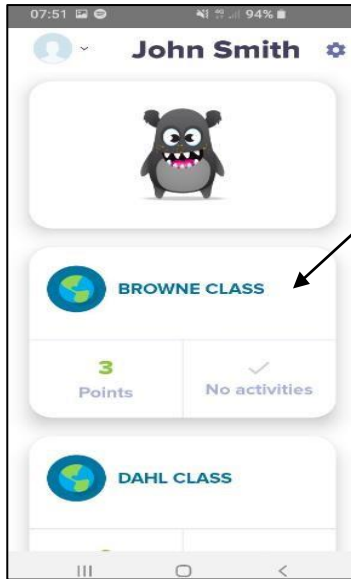 07:51 94%
John Smith
BROWNE CLASS
3
Points
No activities
DAHL CLASS